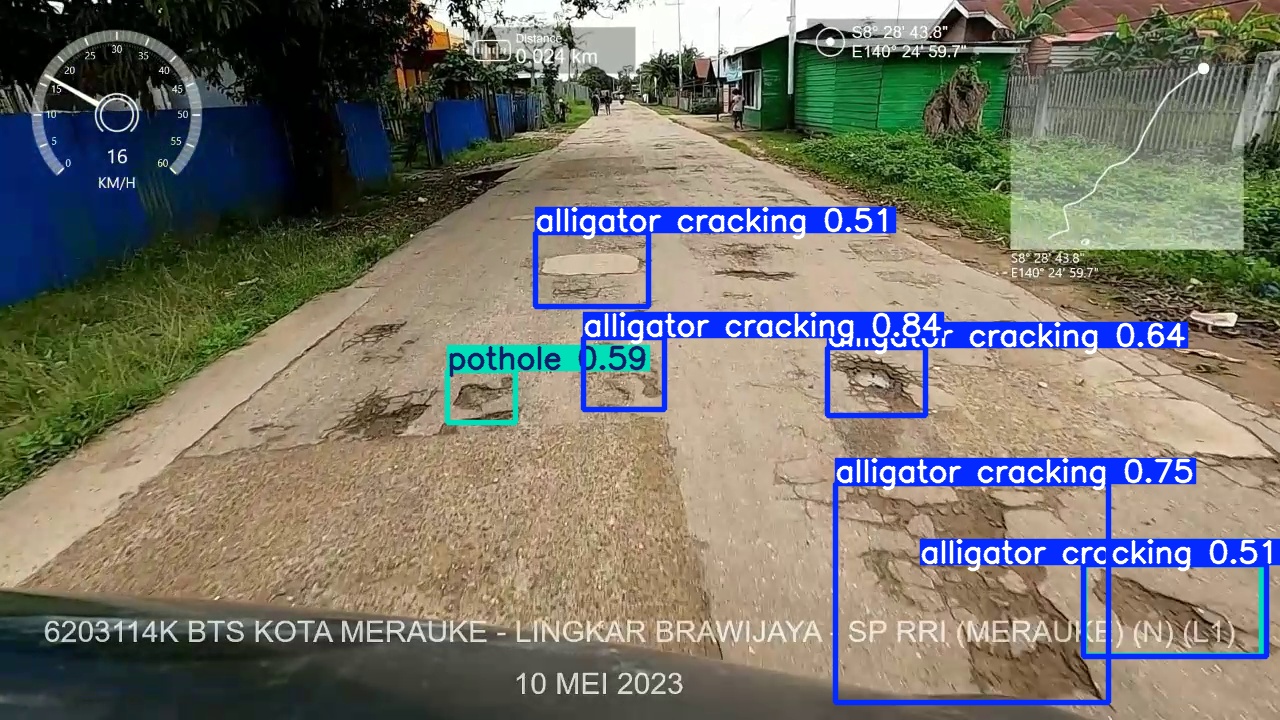 0
5
10
15
20
25
30
35
40
45
50
55
60
16
KM/H
Distance
0,024 km
S8° 28' 43.8"
E140° 24' 59.7"
S8° 28' 43.8"
E140° 24' 59.7"
alligator cracking 0.51
alligator cracking 0.84
alligator cracking 0.64
pothole 0.59
alligator cracking 0.75
alligator cracking 0.51
6203114K BTS KOTA MERAUKE - LINGKAR BRAWIJAYA - SP RRI (MERAUKE) (N) (L1)
10 MEI 2023